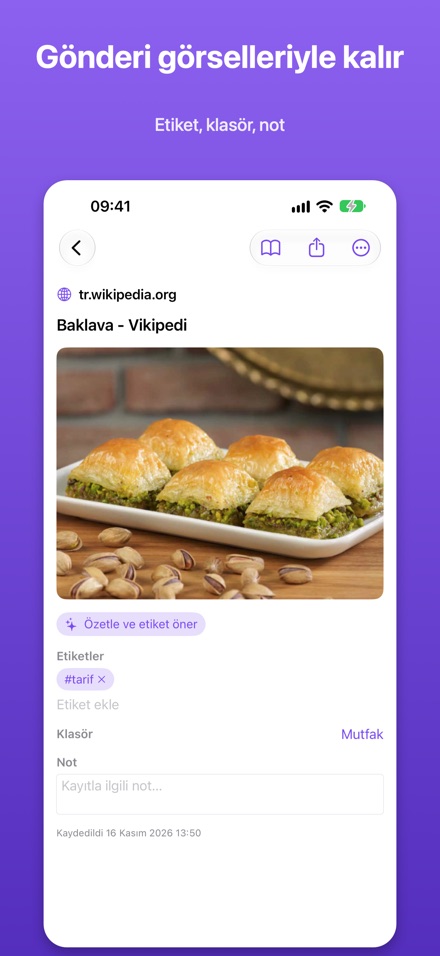 Gönderi görselleriyle kalır
Etiket, klasör, not
09:41
tr.wikipedia.org
Baklava - Vikipedi
Özetle ve etiket öner
Etiketler
#tarif ×
Etiket ekle
Klasör
Mutfak
Not
Kayıtla ilgili not...
Kaydedildi 16 Kasım 2026 13:50